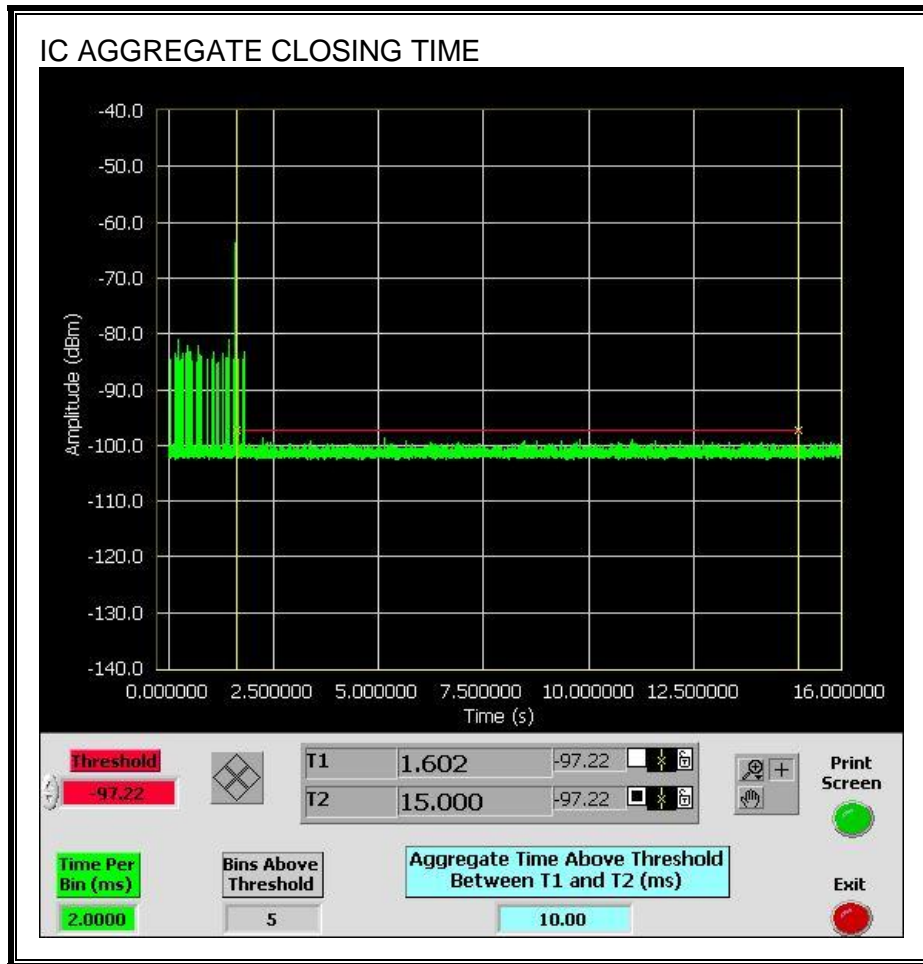 IC AGGREGATE CLOSING TIME
-40.0
-50.0
-60.0
-70.0
-80.0
-90.0
-100.0
-110.0
-120.0
-130.0
-140.0
Amplitude (dBm)
0.000000 2.500000 5.000000 7.500000 10.000000 12.500000 16.000000
Time (s)
Threshold
-97.22
T1 1.602 -97.22
T2 15.000 -97.22
Print
Screen
Time Per
Bin (ms)
2.0000
Bins Above
Threshold
5
Aggregate Time Above Threshold
Between T1 and T2 (ms)
10.00
Exit